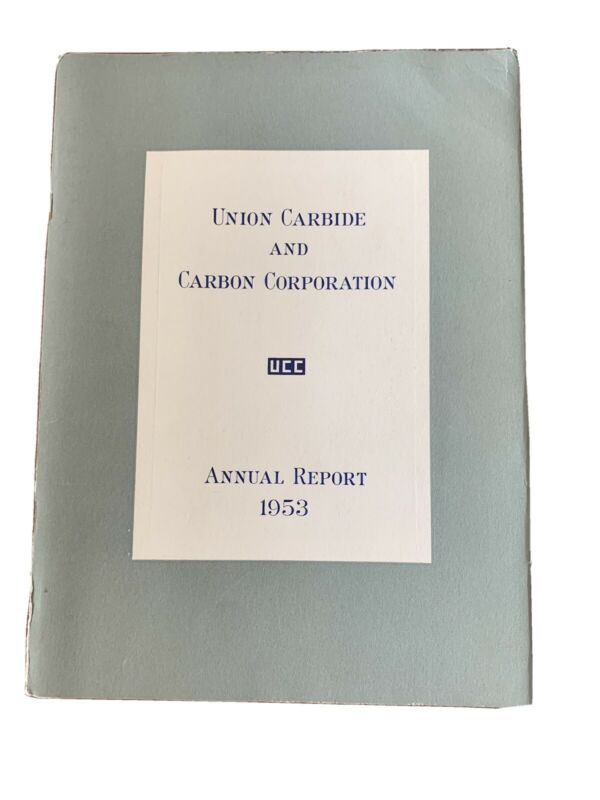 Union Carbide
and
Carbon Corporation
UCC
Annual Report
1953